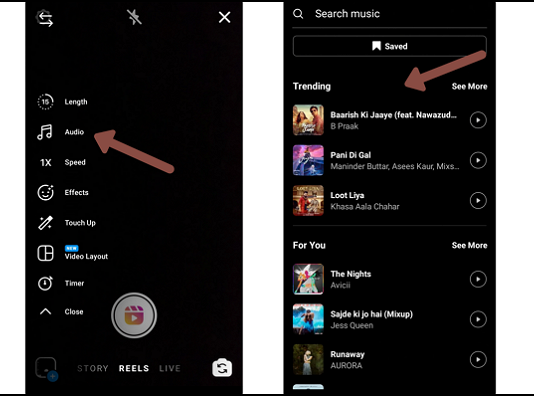 15
Length
Audio
1X
Speed
Effects
Touch Up
NEW
Video Layout
Timer
Close
STORY REELS LIVE
Search music
Saved
Trending See More
Baarish Ki Jaaye (feat. Nawazud...
B Praak
Pani Di Gal
Maninder Buttar, Asees Kaur, Mixs...
Loot Liya
Khasa Aala Chahar
For You See More
The Nights
Avicii
Sajde ki jo hai (Mixup)
Jess Queen
Runaway
AURORA